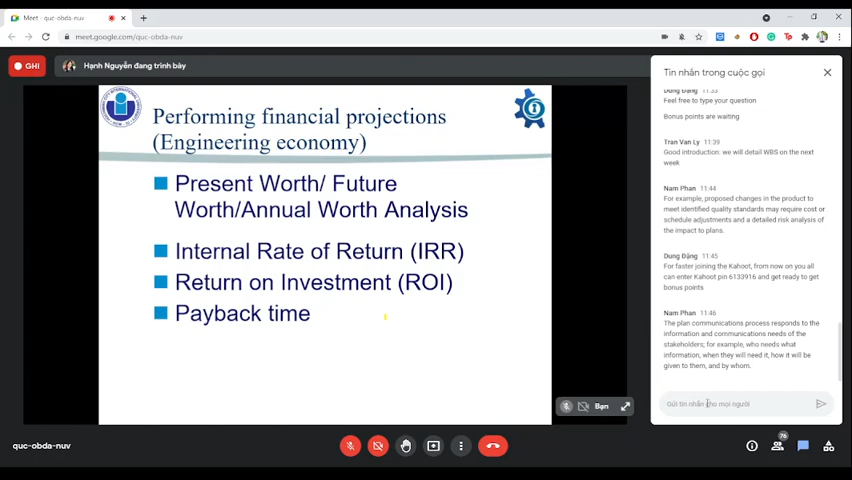 Meet - quc-obda-nuv
meet.google.com/quc-obda-nuv
GHI
Hạnh Nguyễn đang trình bày
Performing financial projections
(Engineering economy)
Present Worth/ Future
Worth/Annual Worth Analysis
Internal Rate of Return (IRR)
Return on Investment (ROI)
Payback time
Bạn
Tin nhắn trong cuộc gọi
Dung Đặng 11:33
Feel free to type your question
Bonus points are waiting
Tran Van Ly 11:39
Good introduction: we will detail WBS on the next
week
Nam Phan 11:44
For example, proposed changes in the product to
meet identified quality standards may require cost or
schedule adjustments and a detailed risk analysis of
the impact to plans.
Dung Đặng 11:45
For faster joining the Kahoot, from now on you all
can enter Kahoot pin 6133916 and get ready to get
bonus points
Nam Phan 11:46
The plan communications process responds to the
information and communications needs of the
stakeholders; for example, who needs what
information, when they will need it, how it will be
given to them, and by whom.
Gửi tin nhắn cho mọi người
quc-obda-nuv
76